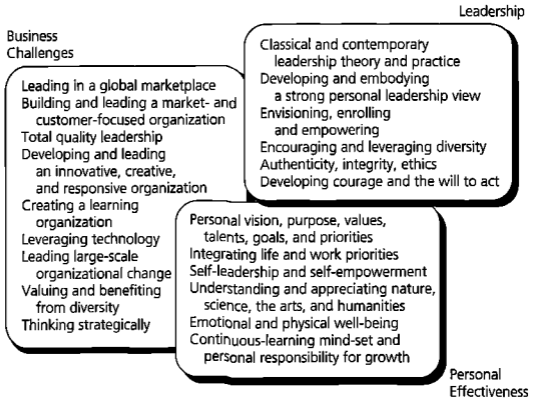 Leadership
Classical and contemporary
leadership theory and practice
Developing and embodying
a strong personal leadership view
Envisioning, enrolling
and empowering
Encouraging and leveraging diversity
Authenticity, integrity, ethics
Developing courage and the will to act
Business
Challenges
Leading in a global marketplace
Building and leading a market- and
customer-focused organization
Total quality leadership
Developing and leading
an innovative, creative,
and responsive organization
Creating a learning
organization
Leveraging technology
Leading large-scale
organizational change
Valuing and benefiting
from diversity
Thinking strategically
Personal vision, purpose, values,
talents, goals, and priorities
Integrating life and work priorities
Self-leadership and self-empowerment
Understanding and appreciating nature,
science, the arts, and humanities
Emotional and physical well-being
Continuous-learning mind-set and
personal responsibility for growth
Personal
Effectiveness